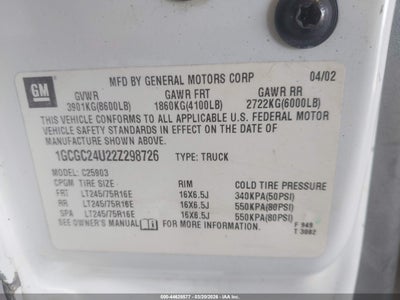 GM
MFD BY GENERAL MOTORS CORP 04/02
GVWR GAWR FRT GAWR RR
3901KG(8600LB) 1860KG(4100LB) 2722KG(6000LB)
THIS VEHICLE CONFORMS TO ALL APPLICABLE U.S. FEDERAL MOTOR
VEHICLE SAFETY STANDARDS IN EFFECT ON THE DATE OF
MANUFACTURE SHOWN ABOVE.
1GCGC24U22Z298726 TYPE: TRUCK
MODEL: C25903
CPGM TIRE SIZE RIM COLD TIRE PRESSURE
FRT LT245/75R16E 16X6.5J 340KPA(50PSI)
RR LT245/75R16E 16X6.5J 550KPA(80PSI)
SPA LT245/75R16E 16X6.5J 550KPA(80PSI)
SEE OWNER'S MANUAL FOR MORE INFORMATION.
F 949
T 3082
500-44625577 - 03/20/2026 - IAAI